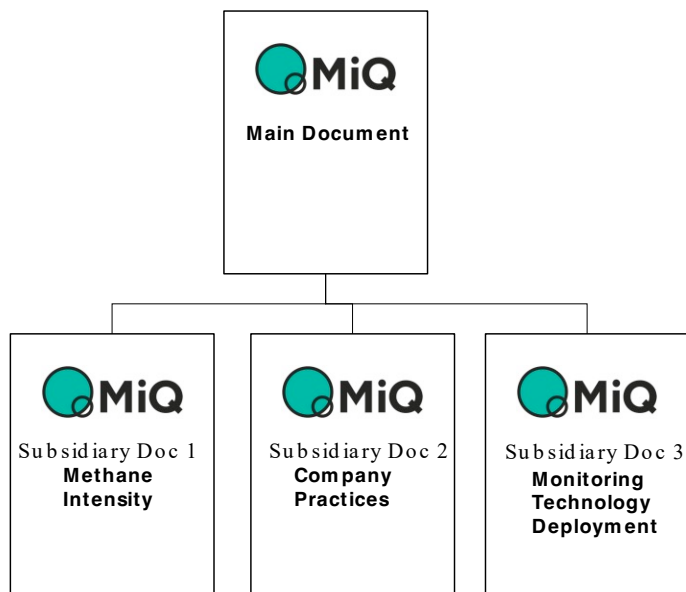 MiQ
Main Document
MiQ
Subsidiary Doc 1
Methane
Intensity
MiQ
Subsidiary Doc 2
Company
Practices
MiQ
Subsidiary Doc 3
Monitoring
Technology
Deployment